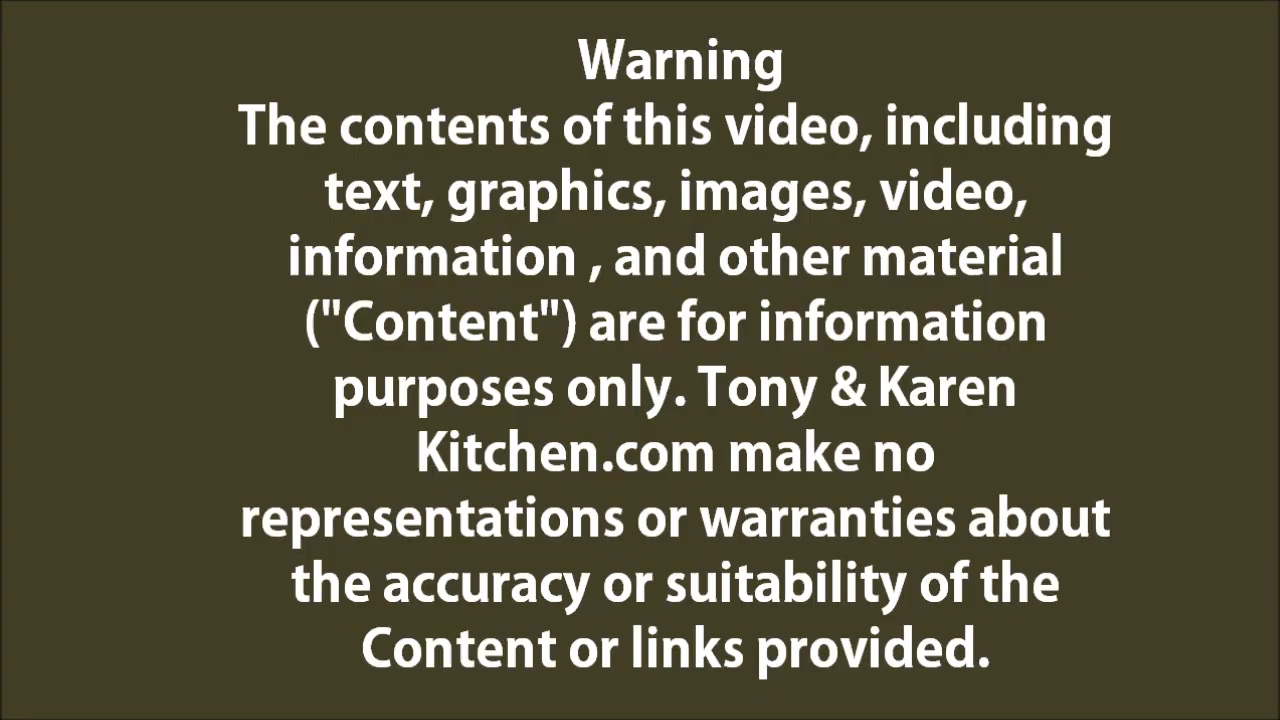 Warning
The contents of this video, including
text, graphics, images, video,
information , and other material
("Content") are for information
purposes only. Tony & Karen
Kitchen.com make no
representations or warranties about
the accuracy or suitability of the
Content or links provided.